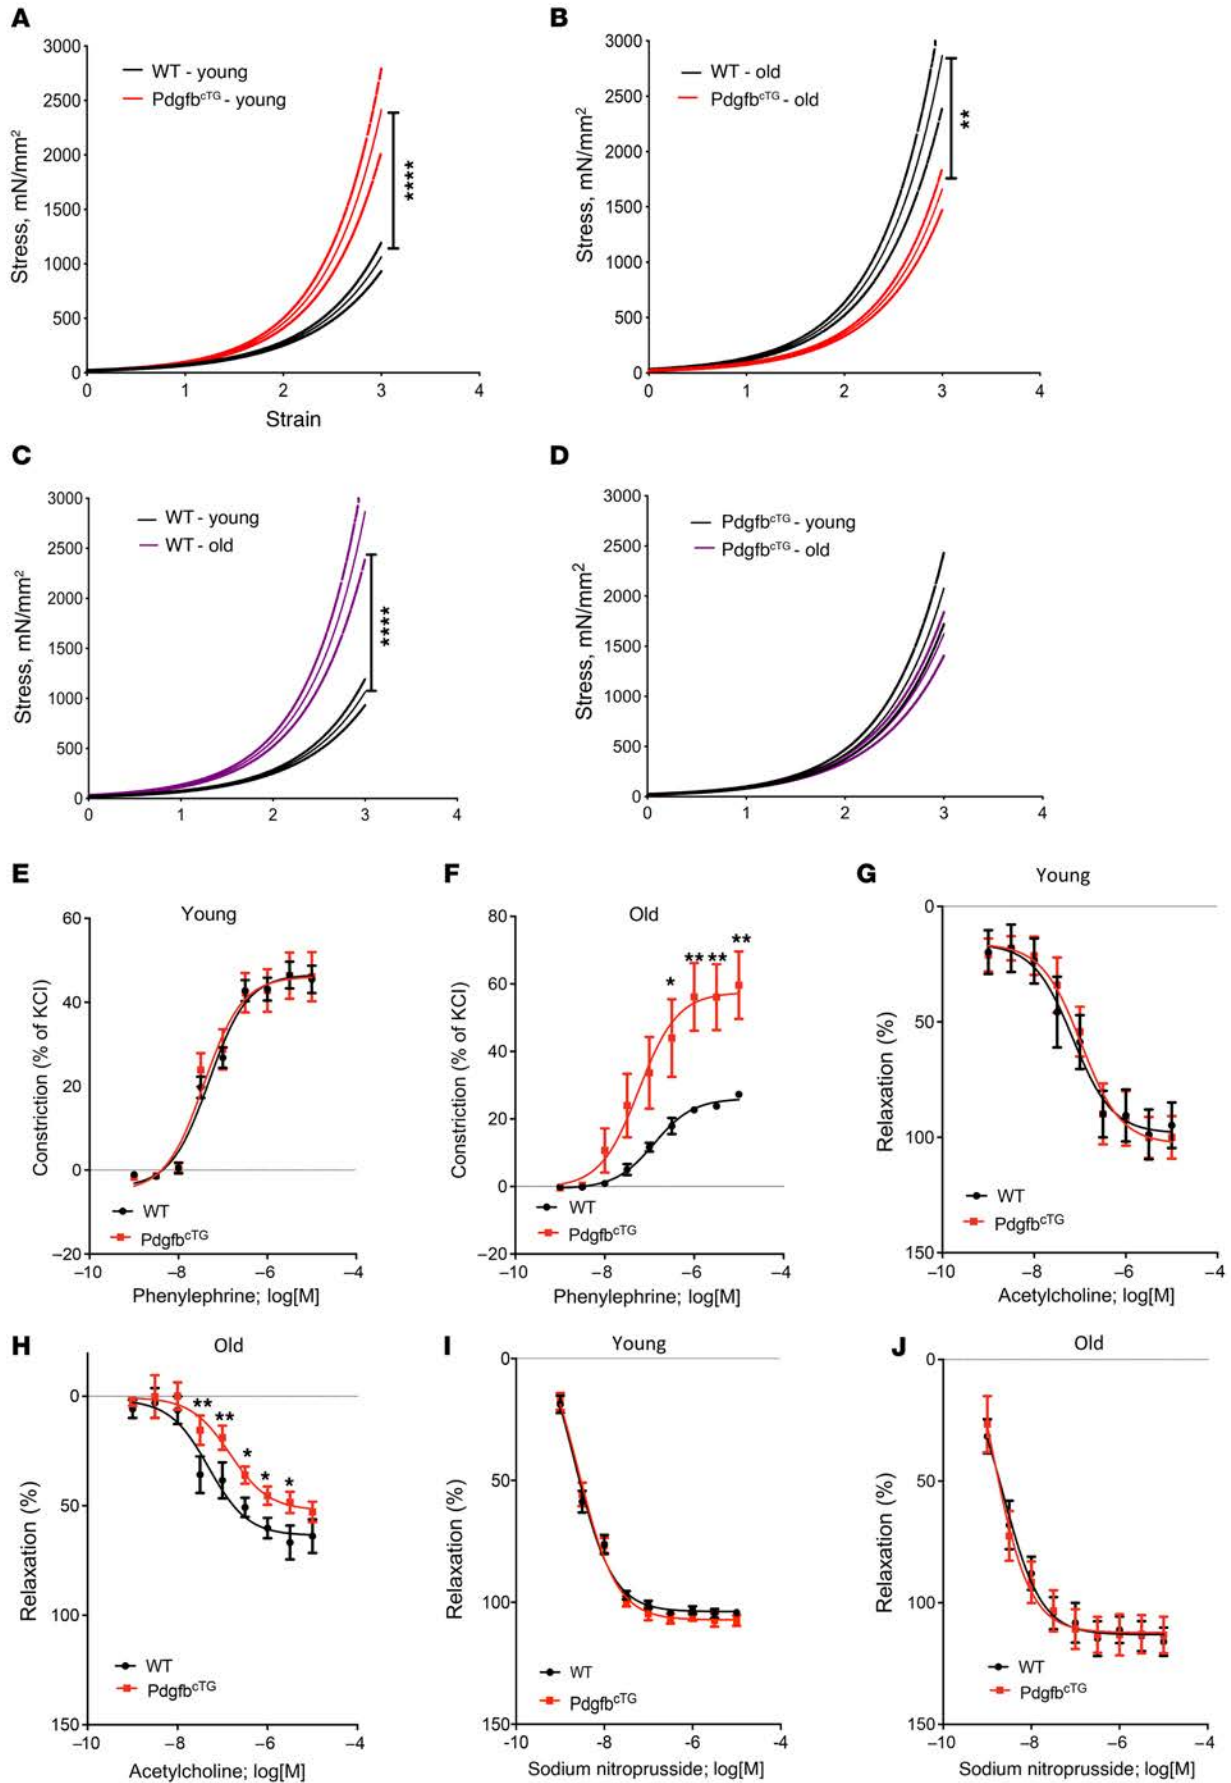 A
3000
2500
2000
1500
1000
500
0
Stress, mN/mm²
WT - young
Pdgfbcᵀᴳ - young
****
0 1 2 3 4
Strain
B
3000
2500
2000
1500
1000
500
0
Stress, mN/mm²
WT - old
Pdgfbcᵀᴳ - old
**
0 1 2 3 4
C
3000
2500
2000
1500
1000
500
0
Stress, mN/mm²
WT - young
WT - old
****
0 1 2 3 4
D
3000
2500
2000
1500
1000
500
0
Stress, mN/mm²
Pdgfbcᵀᴳ - young
Pdgfbcᵀᴳ - old
0 1 2 3 4
E
Young
60
40
20
0
–20
Constriction (% of KCl)
WT
Pdgfbcᵀᴳ
–10 –8 –6 –4
Phenylephrine; log[M]
F
Old
80
60
40
20
0
–20
Constriction (% of KCl)
* ** ** **
WT
Pdgfbcᵀᴳ
–10 –8 –6 –4
Phenylephrine; log[M]
G
Young
0
50
100
150
Relaxation (%)
WT
Pdgfbcᵀᴳ
–10 –8 –6 –4
Acetylcholine; log[M]
H
Old
0
50
100
150
Relaxation (%)
** ** * * *
WT
Pdgfbcᵀᴳ
–10 –8 –6 –4
Acetylcholine; log[M]
I
Young
0
50
100
150
Relaxation (%)
WT
Pdgfbcᵀᴳ
–10 –8 –6 -4
Sodium nitroprusside; log[M]
J
Old
0
50
100
150
Relaxation (%)
WT
Pdgfbcᵀᴳ
–10 –8 –6 –4
Sodium nitroprusside; log[M]